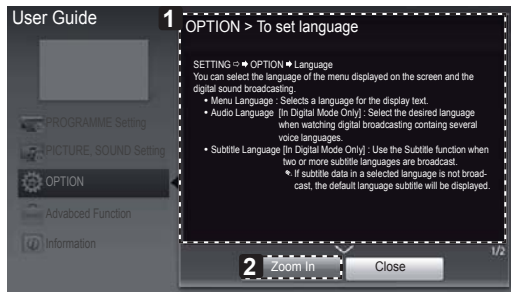 User Guide
1
OPTION > To set language
SETTING ⇨ ➡ OPTION ➡ Language
You can select the language of the menu displayed on the screen and the
digital sound broadcasting.
• Menu Language : Selects a language for the display text.
• Audio Language [In Digital Mode Only] : Select the desired language
when watching digital broadcasting containg several
voice languages.
• Subtitle Language [In Digital Mode Only] : Use the Subtitle function when
two or more subtitle languages are broadcast.
If subtitle data in a selected language is not broad-
cast, the default language subtitle will be displayed.
PROGRAMME Setting
PICTURE, SOUND Setting
OPTION
Advabced Function
Information
1/2
2
Zoom In
Close